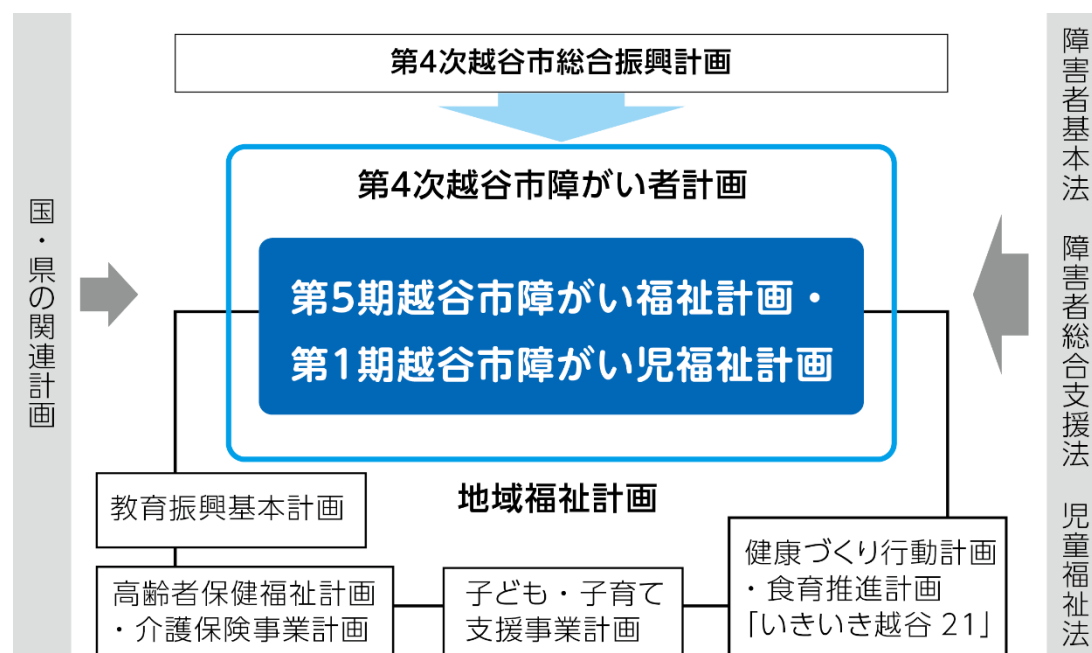 第4次越谷市総合振興計画
第4次越谷市障がい者計画
第5期越谷市障がい福祉計画・
第1期越谷市障がい児福祉計画
国・県の関連計画
障害者基本法　障害者総合支援法　児童福祉法
地域福祉計画
教育振興基本計画
高齢者保健福祉計画
・介護保険事業計画
子ども・子育て
支援事業計画
健康づくり行動計画
・食育推進計画
「いきいき越谷 21」